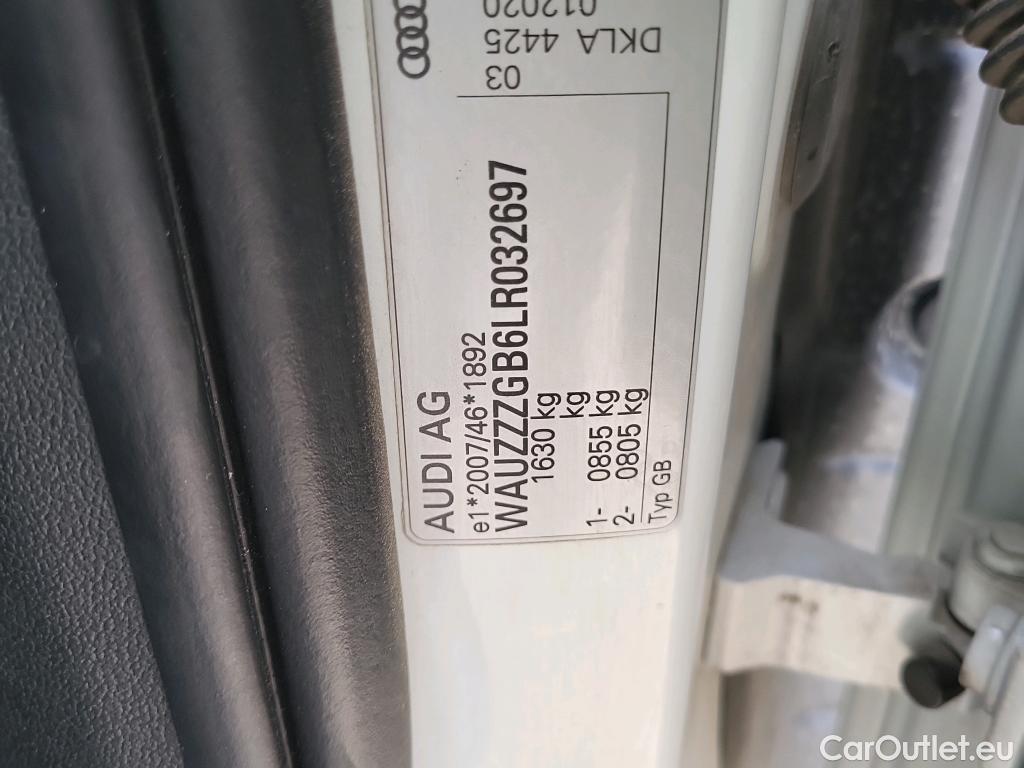 AUDI AG
e1*2007/46*1892
WAUZZZGB6LR032697
1630 kg
kg
1- 0855 kg
2- 0805 kg
Typ GB
03
DKLA 4425
012020
CarOutlet.eu